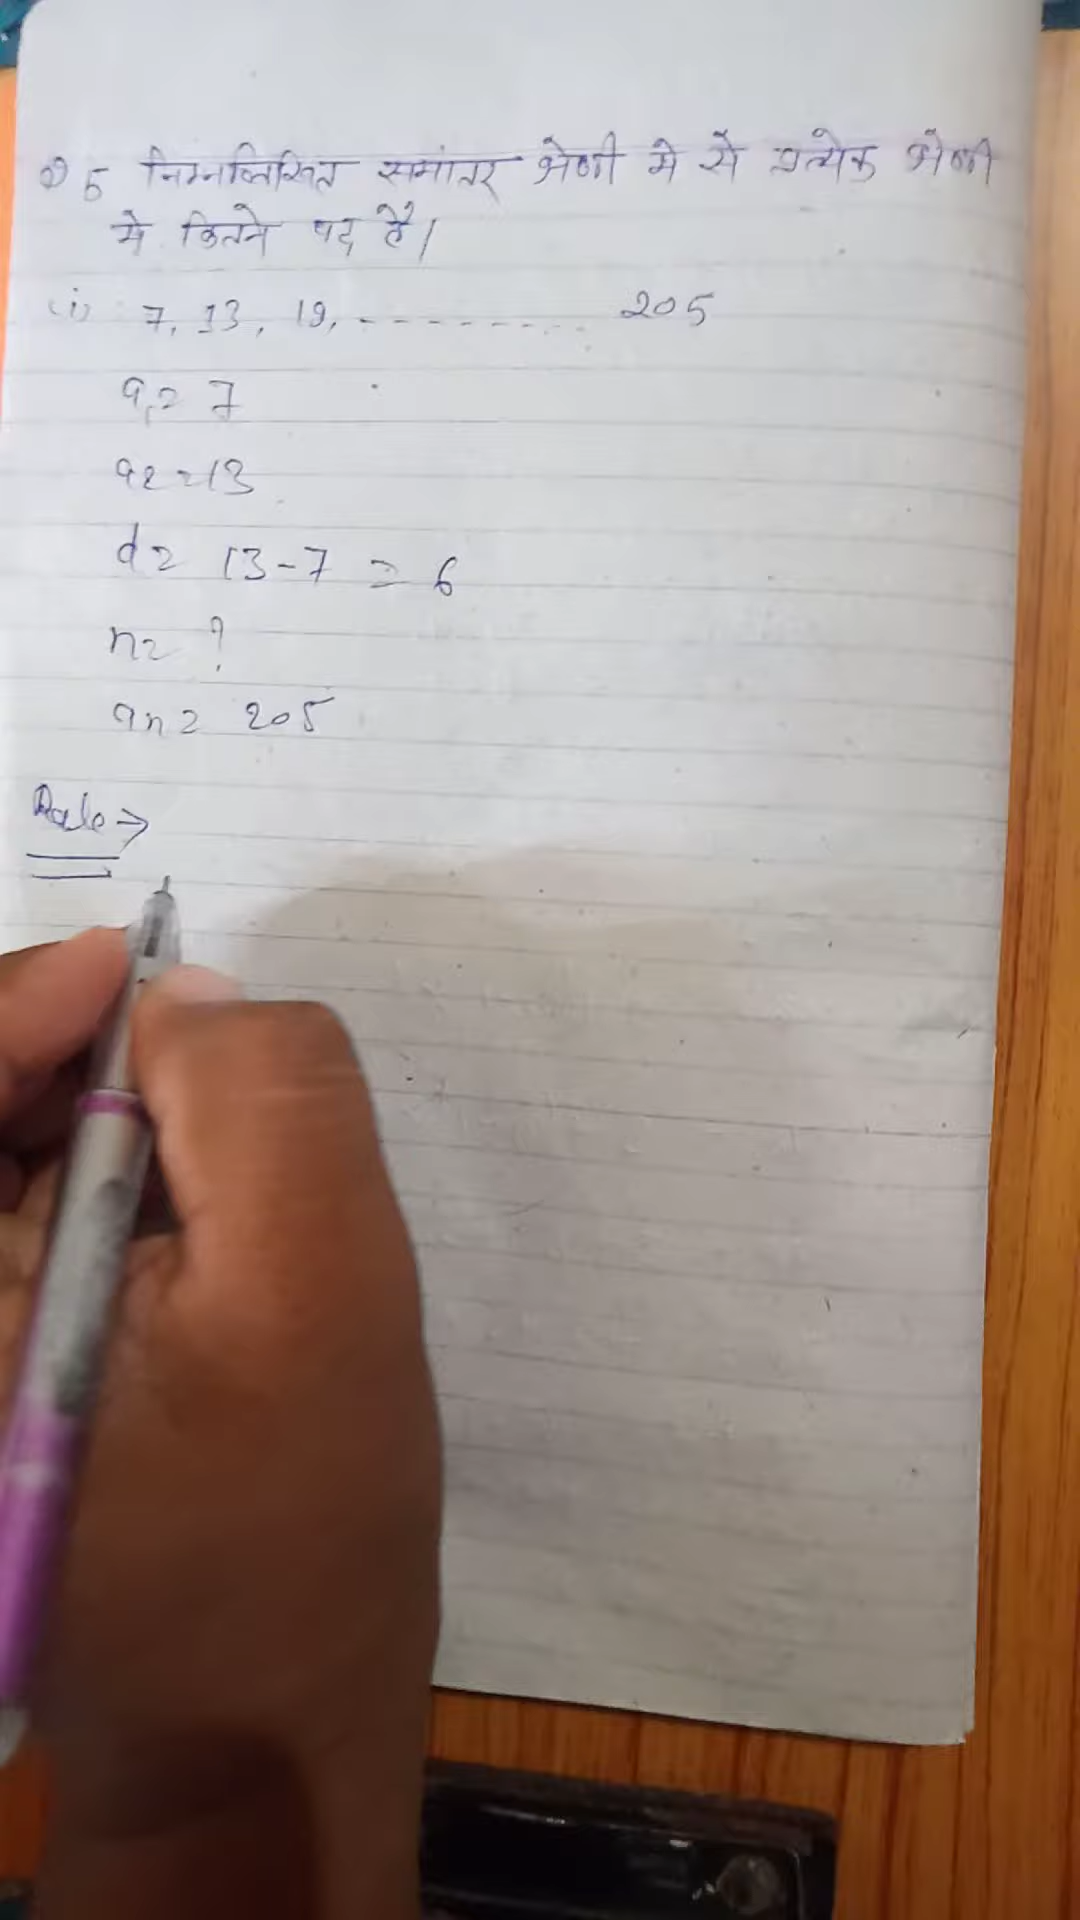 Q 5 निम्नलिखित समांतर श्रेणी मे से प्रत्येक श्रेणी
मे कितने पद है।
(i) 7, 13, 19, - - - - - - - - - 205
a₁ = 7
a2 = 13
d = 13 - 7 = 6
n = ?
an = 205
Rule →